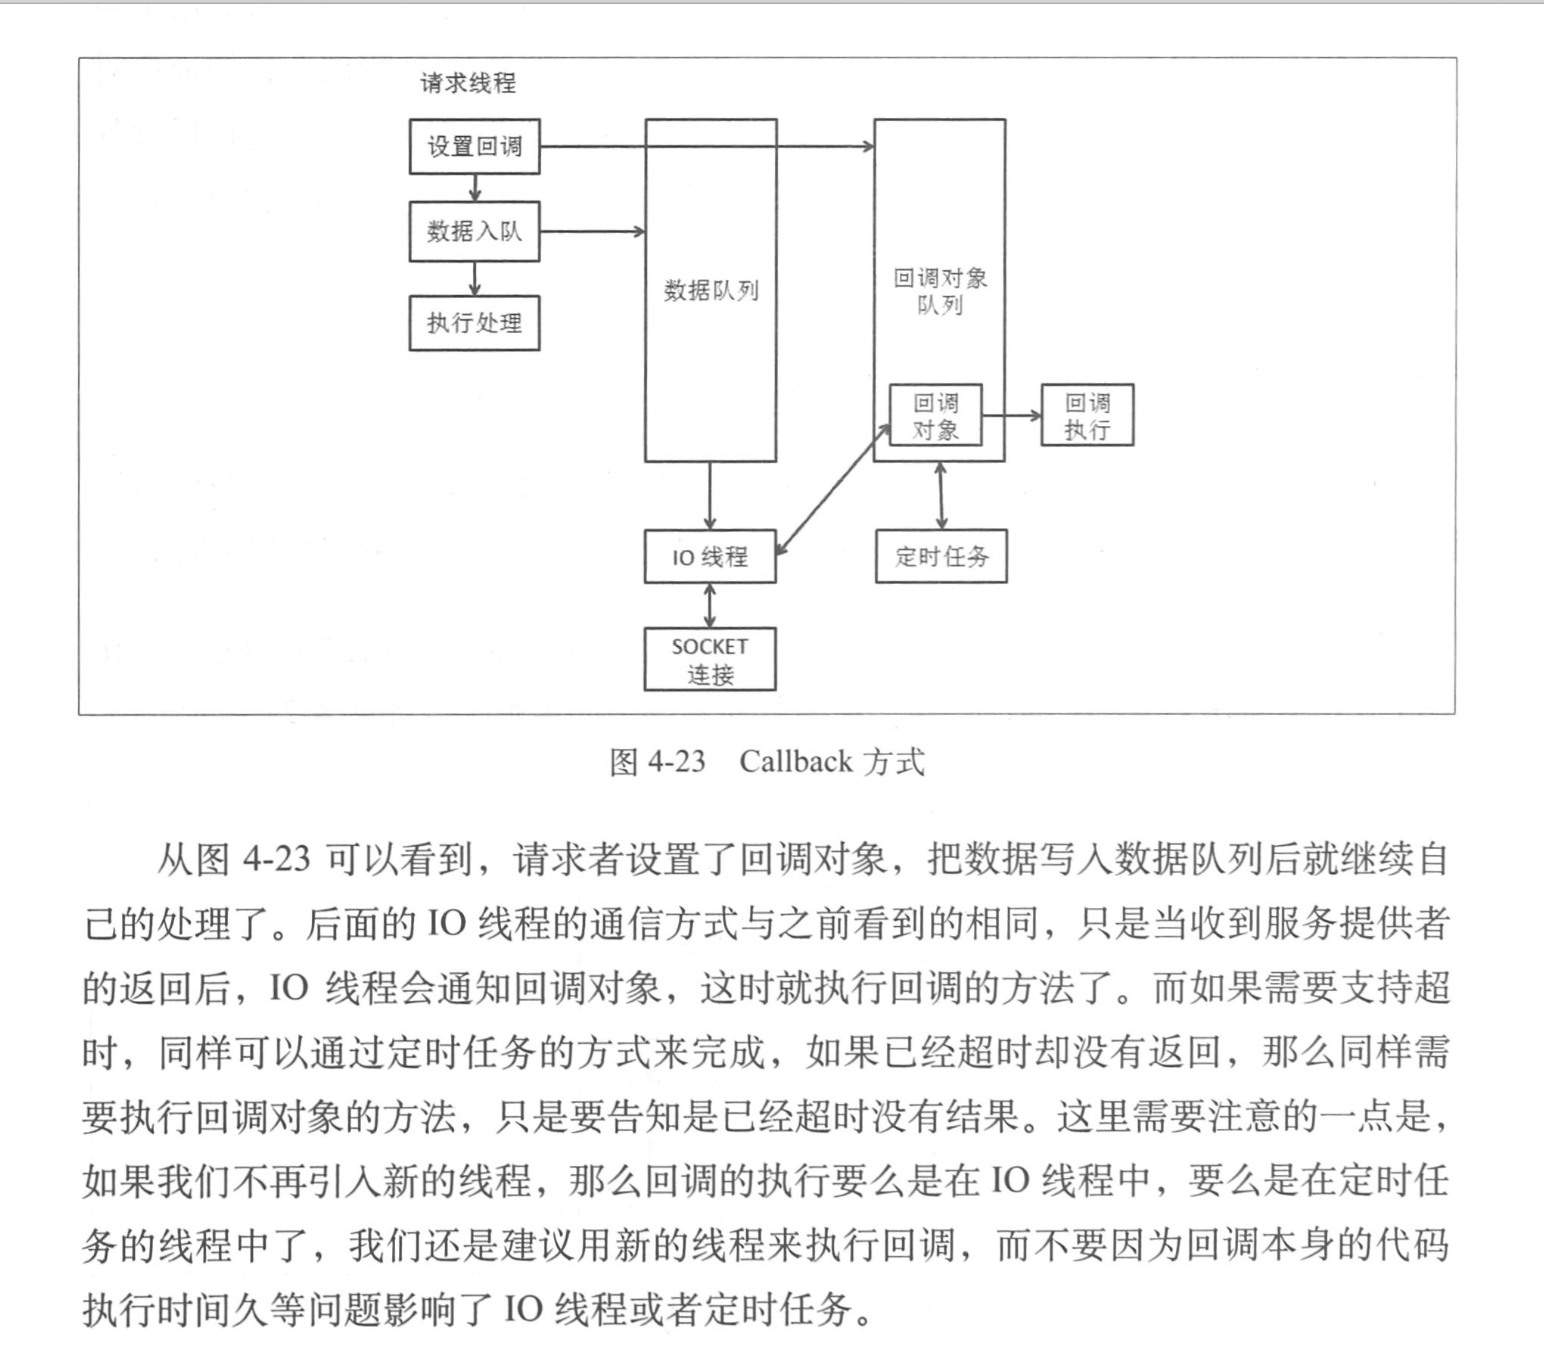 请求线程
设置回调
数据入队
执行处理
数据队列
回调对象
队列
回调
对象
回调
执行
IO 线程
定时任务
SOCKET
连接
图 4-23 Callback 方式
从图 4-23 可以看到，请求者设置了回调对象，把数据写入数据队列后就继续自
己的处理了。后面的 IO 线程的通信方式与之前看到的相同，只是当收到服务提供者
的返回后，IO 线程会通知回调对象，这时就执行回调的方法了。而如果需要支持超
时，同样可以通过定时任务的方式来完成，如果已经超时却没有返回，那么同样需
要执行回调对象的方法，只是要告知是已经超时没有结果。这里需要注意的一点是，
如果我们不再引入新的线程，那么回调的执行要么是在 IO 线程中，要么是在定时任
务的线程中了，我们还是建议用新的线程来执行回调，而不要因为回调本身的代码
执行时间久等问题影响了 IO 线程或者定时任务。